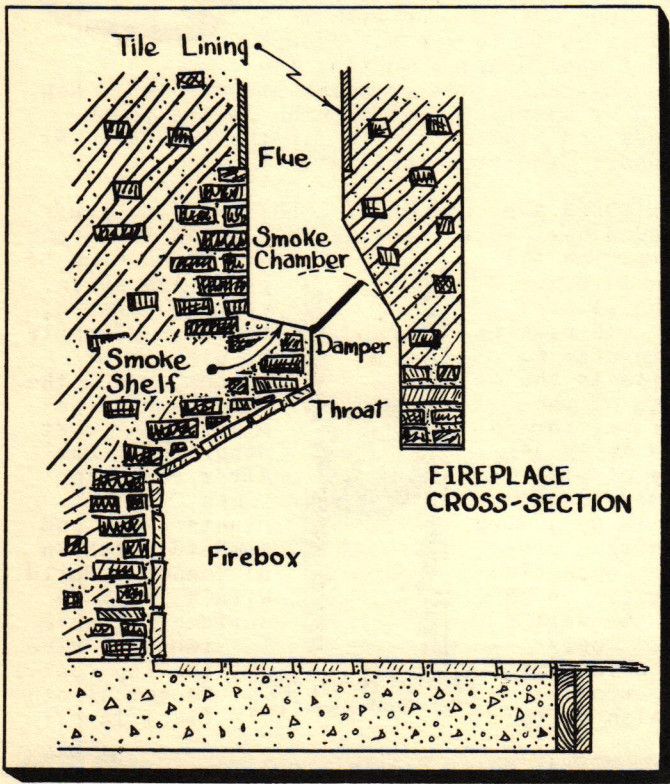 Tile Lining
Flue
Smoke
Chamber
Damper
Smoke
Shelf
Throat
FIREPLACE
CROSS-SECTION
Firebox